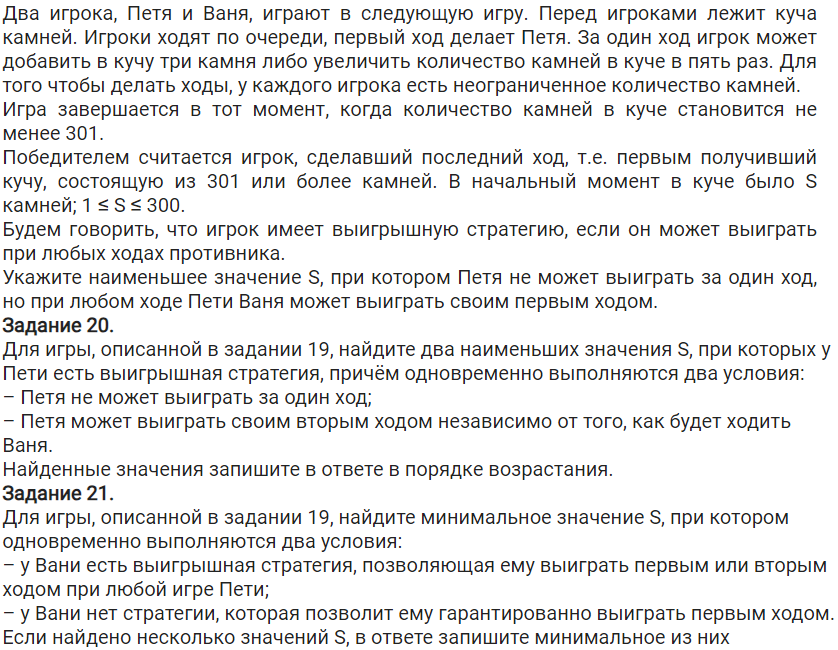 Два игрока, Петя и Ваня, играют в следующую игру. Перед игроками лежит куча
камней. Игроки ходят по очереди, первый ход делает Петя. За один ход игрок может
добавить в кучу три камня либо увеличить количество камней в куче в пять раз. Для
того чтобы делать ходы, у каждого игрока есть неограниченное количество камней.
Игра завершается в тот момент, когда количество камней в куче становится не
менее 301.
Победителем считается игрок, сделавший последний ход, т.е. первым получивший
кучу, состоящую из 301 или более камней. В начальный момент в куче было S
камней; 1 ≤ S ≤ 300.
Будем говорить, что игрок имеет выигрышную стратегию, если он может выиграть
при любых ходах противника.
Укажите наименьшее значение S, при котором Петя не может выиграть за один ход,
но при любом ходе Пети Ваня может выиграть своим первым ходом.
Задание 20.
Для игры, описанной в задании 19, найдите два наименьших значения S, при которых у
Пети есть выигрышная стратегия, причём одновременно выполняются два условия:
– Петя не может выиграть за один ход;
– Петя может выиграть своим вторым ходом независимо от того, как будет ходить
Ваня.
Найденные значения запишите в ответе в порядке возрастания.
Задание 21.
Для игры, описанной в задании 19, найдите минимальное значение S, при котором
одновременно выполняются два условия:
– у Вани есть выигрышная стратегия, позволяющая ему выиграть первым или вторым
ходом при любой игре Пети;
– у Вани нет стратегии, которая позволит ему гарантированно выиграть первым ходом.
Если найдено несколько значений S, в ответе запишите минимальное из них